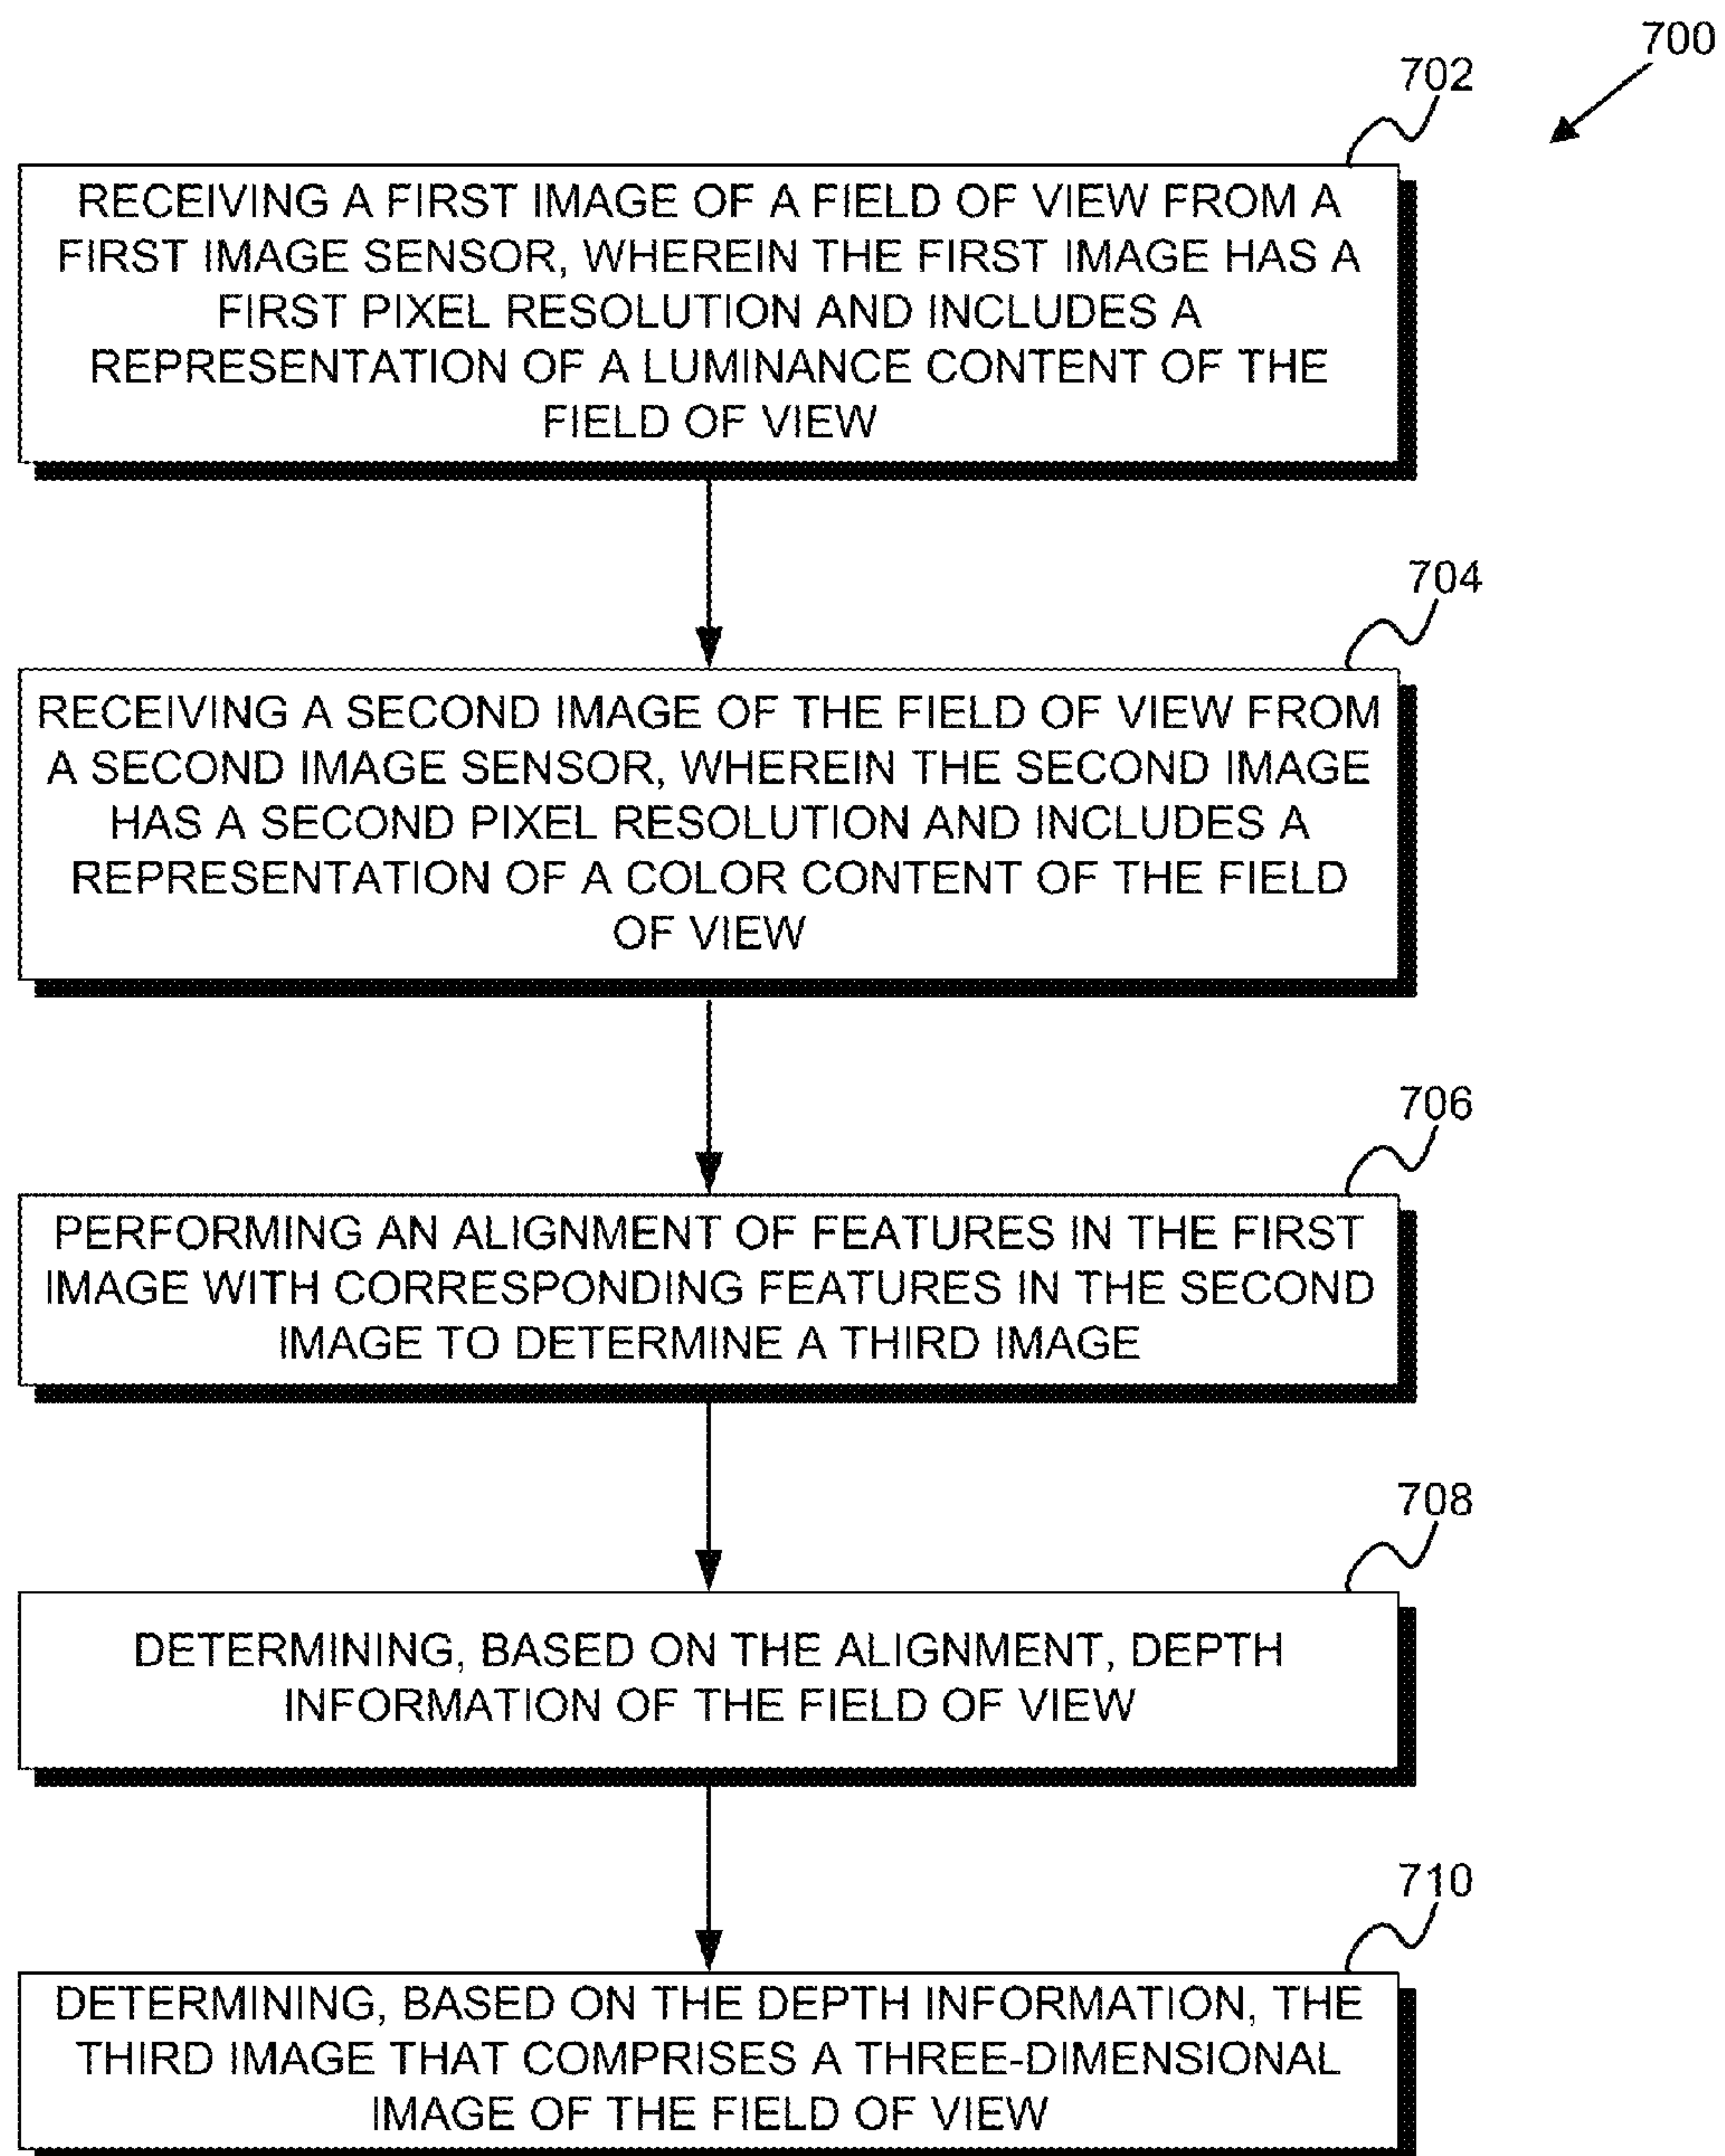 700
702
RECEIVING A FIRST IMAGE OF A FIELD OF VIEW FROM A
FIRST IMAGE SENSOR, WHEREIN THE FIRST IMAGE HAS A
FIRST PIXEL RESOLUTION AND INCLUDES A
REPRESENTATION OF A LUMINANCE CONTENT OF THE
FIELD OF VIEW
704
RECEIVING A SECOND IMAGE OF THE FIELD OF VIEW FROM
A SECOND IMAGE SENSOR, WHEREIN THE SECOND IMAGE
HAS A SECOND PIXEL RESOLUTION AND INCLUDES A
REPRESENTATION OF A COLOR CONTENT OF THE FIELD
OF VIEW
706
PERFORMING AN ALIGNMENT OF FEATURES IN THE FIRST
IMAGE WITH CORRESPONDING FEATURES IN THE SECOND
IMAGE TO DETERMINE A THIRD IMAGE
708
DETERMINING, BASED ON THE ALIGNMENT, DEPTH
INFORMATION OF THE FIELD OF VIEW
710
DETERMINING, BASED ON THE DEPTH INFORMATION, THE
THIRD IMAGE THAT COMPRISES A THREE-DIMENSIONAL
IMAGE OF THE FIELD OF VIEW